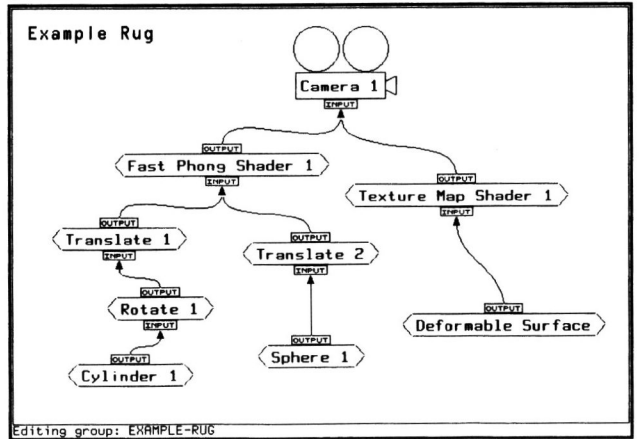 Example Rug
Camera 1
INPUT
OUTPUT
Fast Phong Shader 1
INPUT
OUTPUT
Texture Map Shader 1
INPUT
OUTPUT
Translate 1
INPUT
OUTPUT
Translate 2
INPUT
OUTPUT
Rotate 1
INPUT
OUTPUT
Deformable Surface
OUTPUT
Cylinder 1
OUTPUT
Sphere 1
Editing group: EXAMPLE-RUG